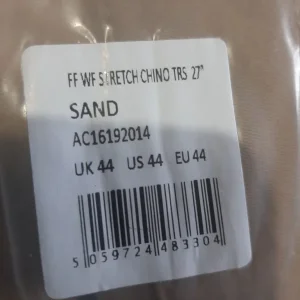 FF WF STRETCH CHINO TRS 27"
SAND
AC16192014
UK 44 US 44 EU 44
5 059724 483304